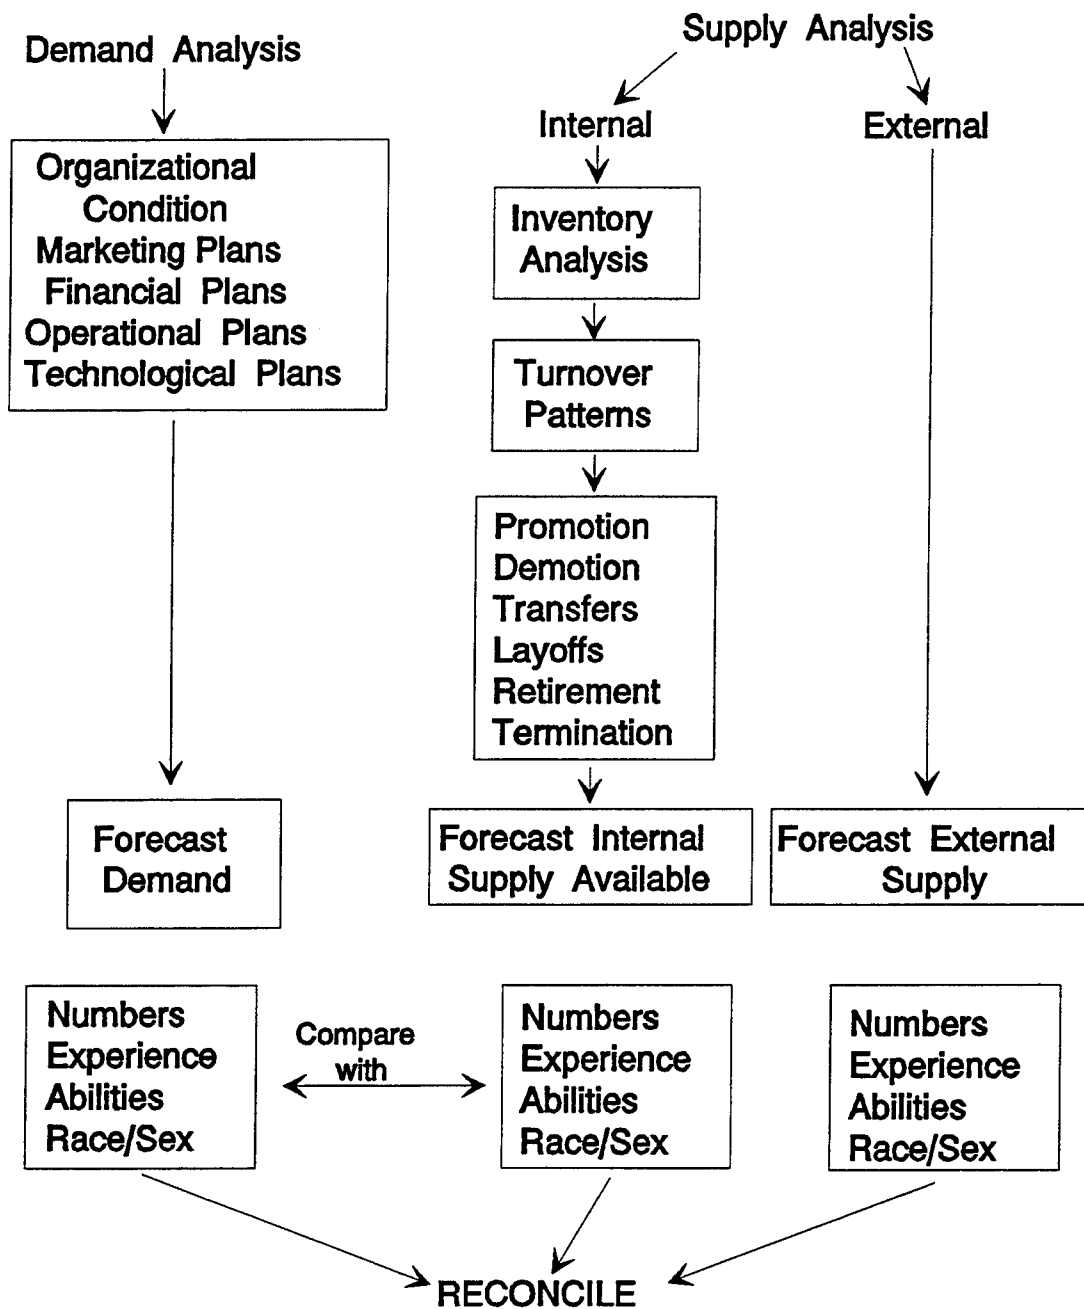 Demand Analysis
Organizational
Condition
Marketing Plans
Financial Plans
Operational Plans
Technological Plans
Forecast
Demand
Numbers
Experience
Abilities
Race/Sex
Compare
with
Supply Analysis
Internal
Inventory
Analysis
Turnover
Patterns
Promotion
Demotion
Transfers
Layoffs
Retirement
Termination
Forecast Internal
Supply Available
Numbers
Experience
Abilities
Race/Sex
External
Forecast External
Supply
Numbers
Experience
Abilities
Race/Sex
RECONCILE